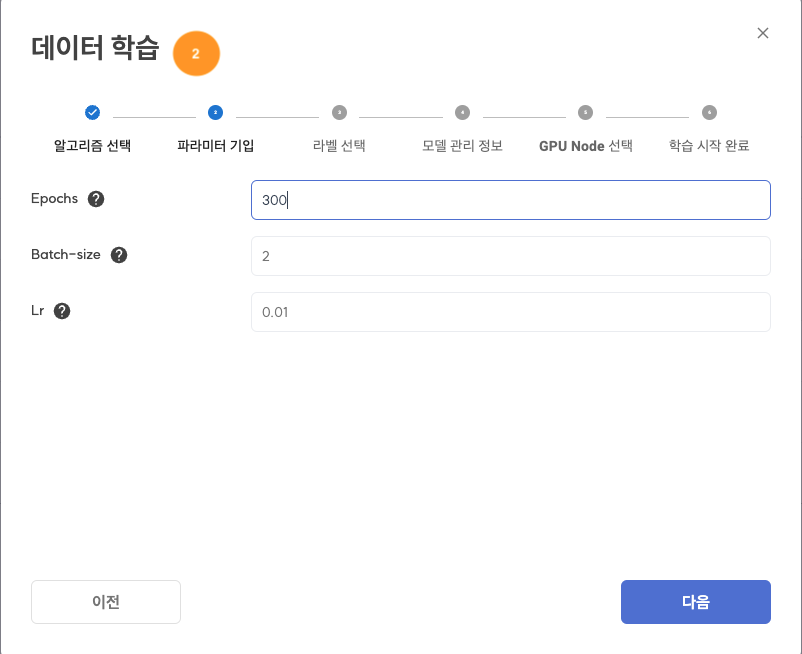 데이터 학습 2
2 3 4 5 6
알고리즘 선택 파라미터 기입 라벨 선택 모델 관리 정보 GPU Node 선택 학습 시작 완료
Epochs ? 300
Batch-size ? 2
Lr ? 0.01
이전 다음